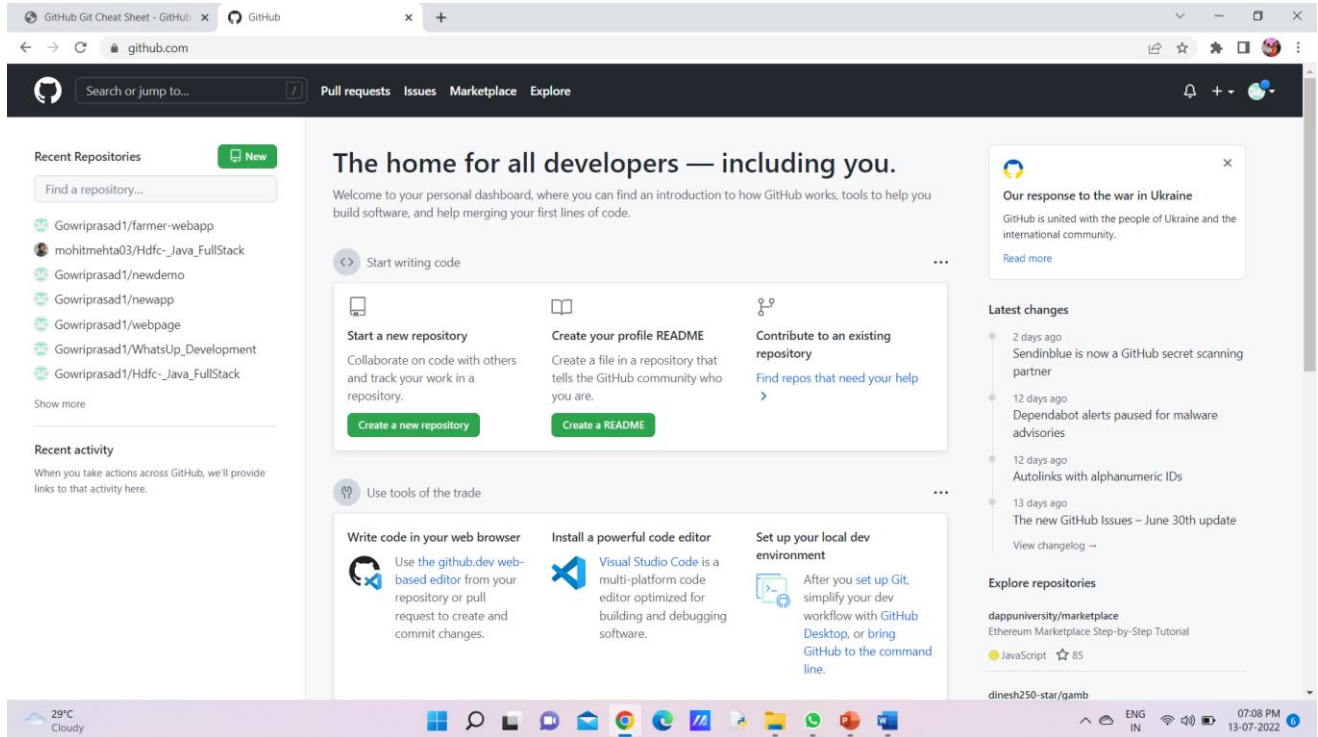 GitHub Git Cheat Sheet - GitHub
GitHub
github.com
Search or jump to...
/
Pull requests Issues Marketplace Explore
Recent Repositories
New
Find a repository...
Gowriprasad1/farmer-webapp
mohitmehta03/Hdfc-_Java_FullStack
Gowriprasad1/newdemo
Gowriprasad1/newapp
Gowriprasad1/webpage
Gowriprasad1/WhatsUp_Development
Gowriprasad1/Hdfc-_Java_FullStack
Show more
Recent activity
When you take actions across GitHub, we'll provide
links to that activity here.
The home for all developers — including you.
Welcome to your personal dashboard, where you can find an introduction to how GitHub works, tools to help you
build software, and help merging your first lines of code.
Start writing code
Start a new repository
Collaborate on code with others
and track your work in a
repository.
Create a new repository
Create your profile README
Create a file in a repository that
tells the GitHub community who
you are.
Create a README
Contribute to an existing
repository
Find repos that need your help
Use tools of the trade
Write code in your web browser
Use the github.dev web-
based editor from your
repository or pull
request to create and
commit changes.
Install a powerful code editor
Visual Studio Code is a
multi-platform code
editor optimized for
building and debugging
software.
Set up your local dev
environment
After you set up Git,
simplify your dev
workflow with GitHub
Desktop, or bring
GitHub to the command
line.
Our response to the war in Ukraine
GitHub is united with the people of Ukraine and the
international community.
Read more
Latest changes
2 days ago
Sendinblue is now a GitHub secret scanning
partner
12 days ago
Dependabot alerts paused for malware
advisories
12 days ago
Autolinks with alphanumeric IDs
13 days ago
The new GitHub Issues – June 30th update
View changelog →
Explore repositories
dappuniversity/marketplace
Ethereum Marketplace Step-by-Step Tutorial
JavaScript 85
dinesh250-star/gamb
29°C
Cloudy
ENG
IN
07:08 PM
13-07-2022
6